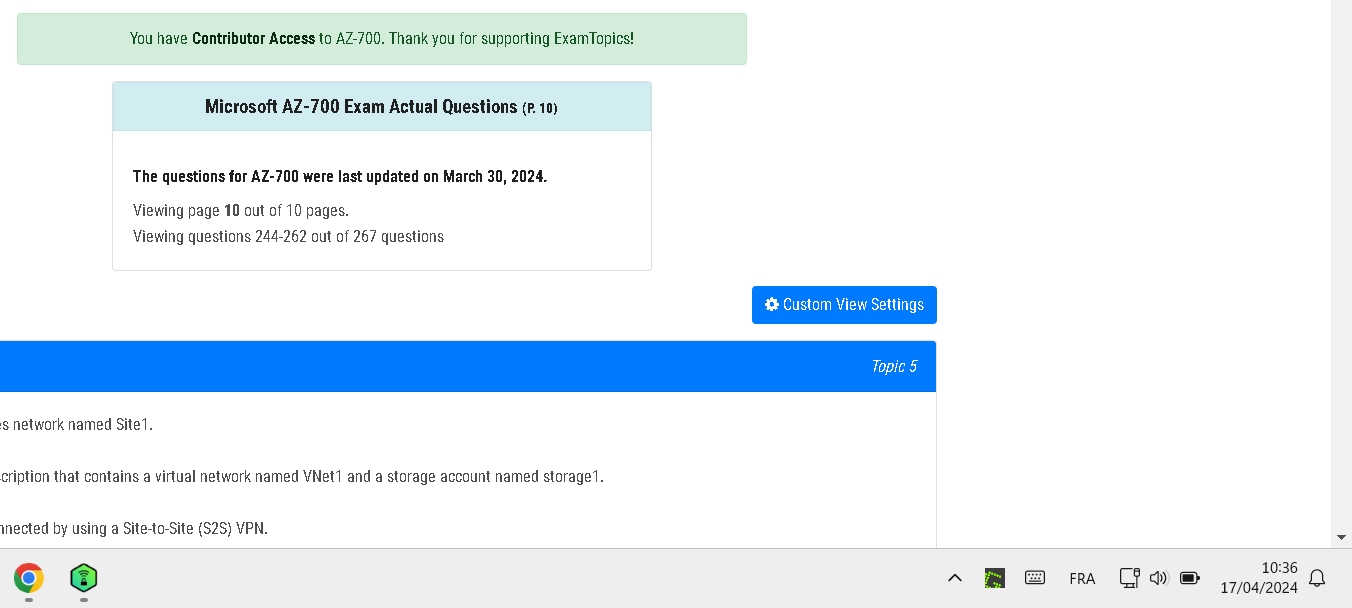 You have Contributor Access to AZ-700. Thank you for supporting ExamTopics!
Microsoft AZ-700 Exam Actual Questions (P. 10)
The questions for AZ-700 were last updated on March 30, 2024.
Viewing page 10 out of 10 pages.
Viewing questions 244-262 out of 267 questions
Custom View Settings
Topic 5
es network named Site1.
cription that contains a virtual network named VNet1 and a storage account named storage1.
nnected by using a Site-to-Site (S2S) VPN.
FRA
10:36
17/04/2024